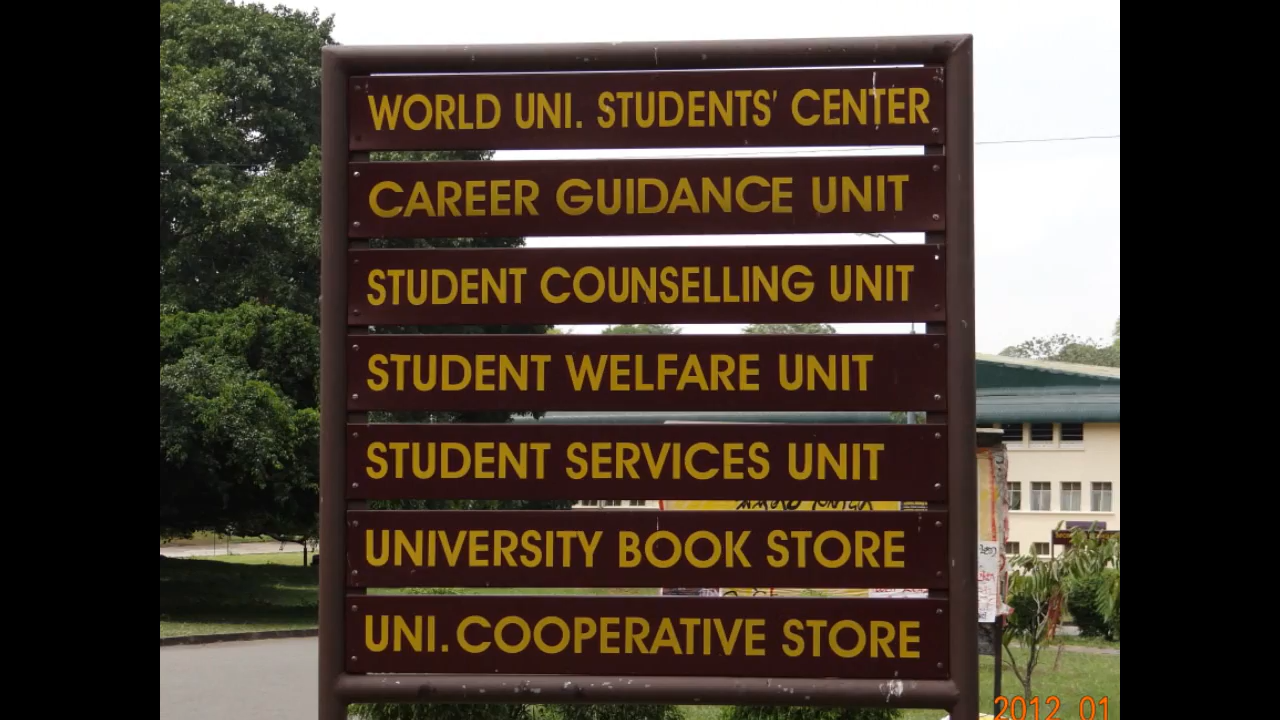 WORLD UNI. STUDENTS' CENTER
CAREER GUIDANCE UNIT
STUDENT COUNSELLING UNIT
STUDENT WELFARE UNIT
STUDENT SERVICES UNIT
UNIVERSITY BOOK STORE
UNI. COOPERATIVE STORE
2012 01